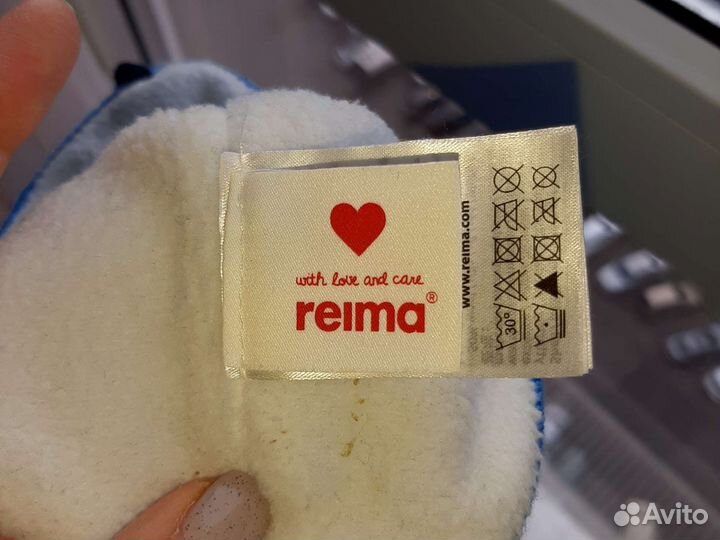 with love and care
reima®
www.reima.com
30°
Avito